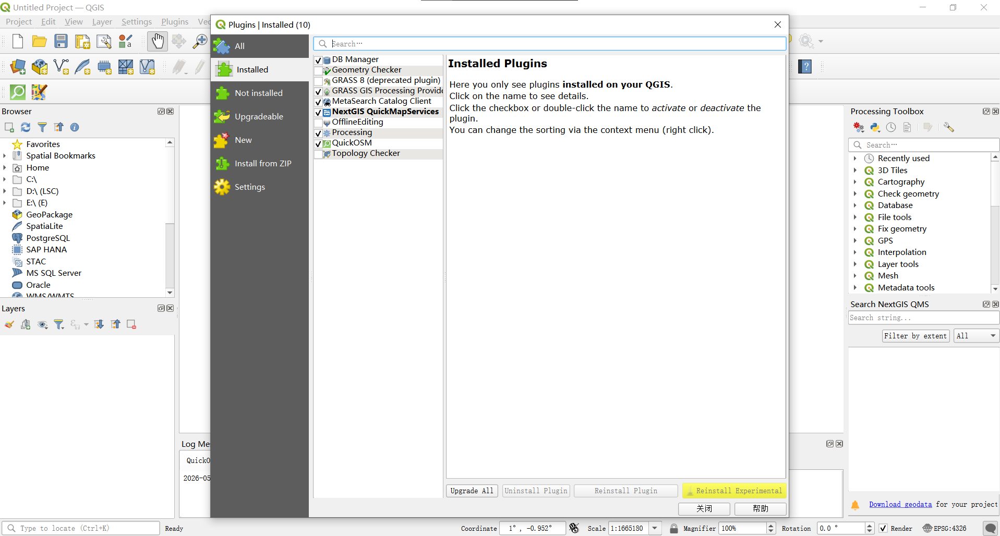 Untitled Project — QGIS
Project Edit View Layer Settings Plugins Vec
Plugins | Installed (10)
All
Installed
Not installed
Upgradeable
New
Install from ZIP
Settings
Search…
DB Manager
Geometry Checker
GRASS 8 (deprecated plugin)
GRASS GIS Processing Provide
MetaSearch Catalog Client
NextGIS QuickMapServices
OfflineEditing
Processing
QuickOSM
Topology Checker
Installed Plugins
Here you only see plugins installed on your QGIS.
Click on the name to see details.
Click the checkbox or double-click the name to activate or deactivate the
plugin.
You can change the sorting via the context menu (right click).
Upgrade All Uninstall Plugin Reinstall Plugin Reinstall Experimental
关闭 帮助
Browser
Favorites
Spatial Bookmarks
Home
C:\
D:\ (LSC)
E:\ (E)
GeoPackage
SpatiaLite
PostgreSQL
SAP HANA
STAC
MS SQL Server
Oracle
WMS/WMTS
Layers
Log Me
QuickO
2026-05
Processing Toolbox
Search…
Recently used
3D Tiles
Cartography
Check geometry
Database
File tools
Fix geometry
GPS
Interpolation
Layer tools
Mesh
Metadata tools
Search NextGIS QMS
Search string...
Filter by extent All
Download geodata for your project
Type to locate (Ctrl+K) Ready Coordinate 1° , -0.952° Scale 1:1665180 Magnifier 100% Rotation 0.0 ° Render EPSG:4326